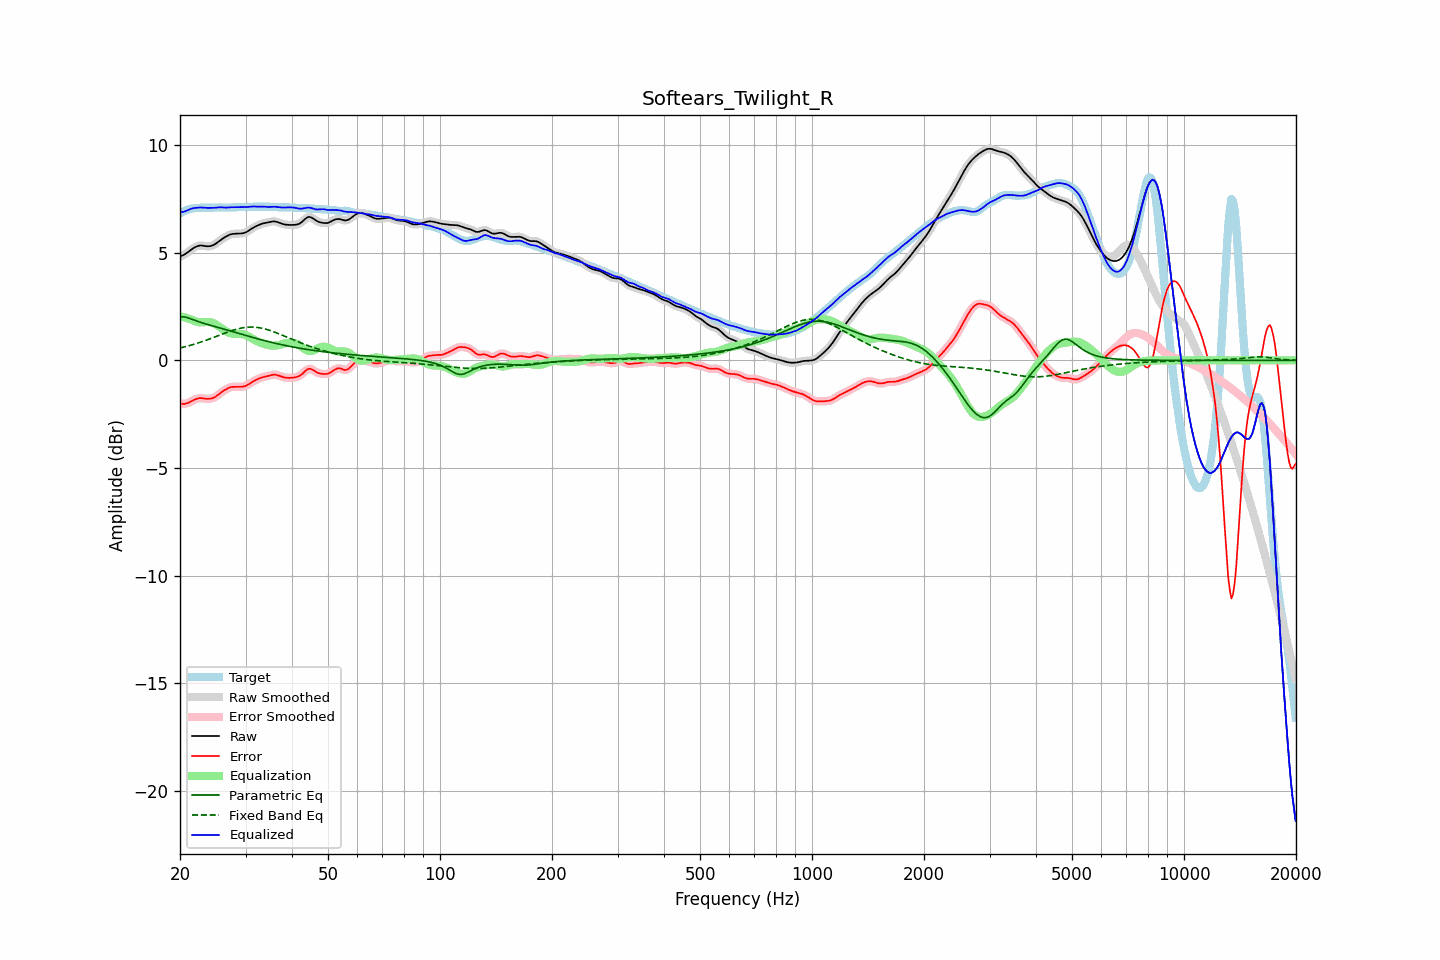 Softears_Twilight_R
10
5
0
−5
−10
−15
−20
Amplitude (dBr)
Target
Raw Smoothed
Error Smoothed
Raw
Error
Equalization
Parametric Eq
Fixed Band Eq
Equalized
20 50 100 200 500 1000 2000 5000 10000 20000
Frequency (Hz)